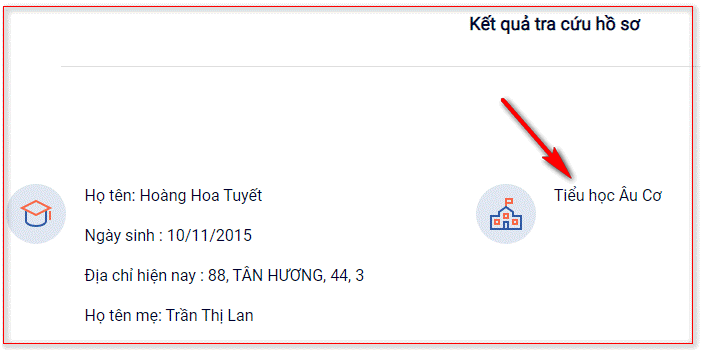 Kết quả tra cứu hồ sơ
Họ tên: Hoàng Hoa Tuyết
Tiểu học Âu Cơ
Ngày sinh : 10/11/2015
Địa chỉ hiện nay : 88, TÂN HƯƠNG, 44, 3
Họ tên mẹ: Trần Thị Lan